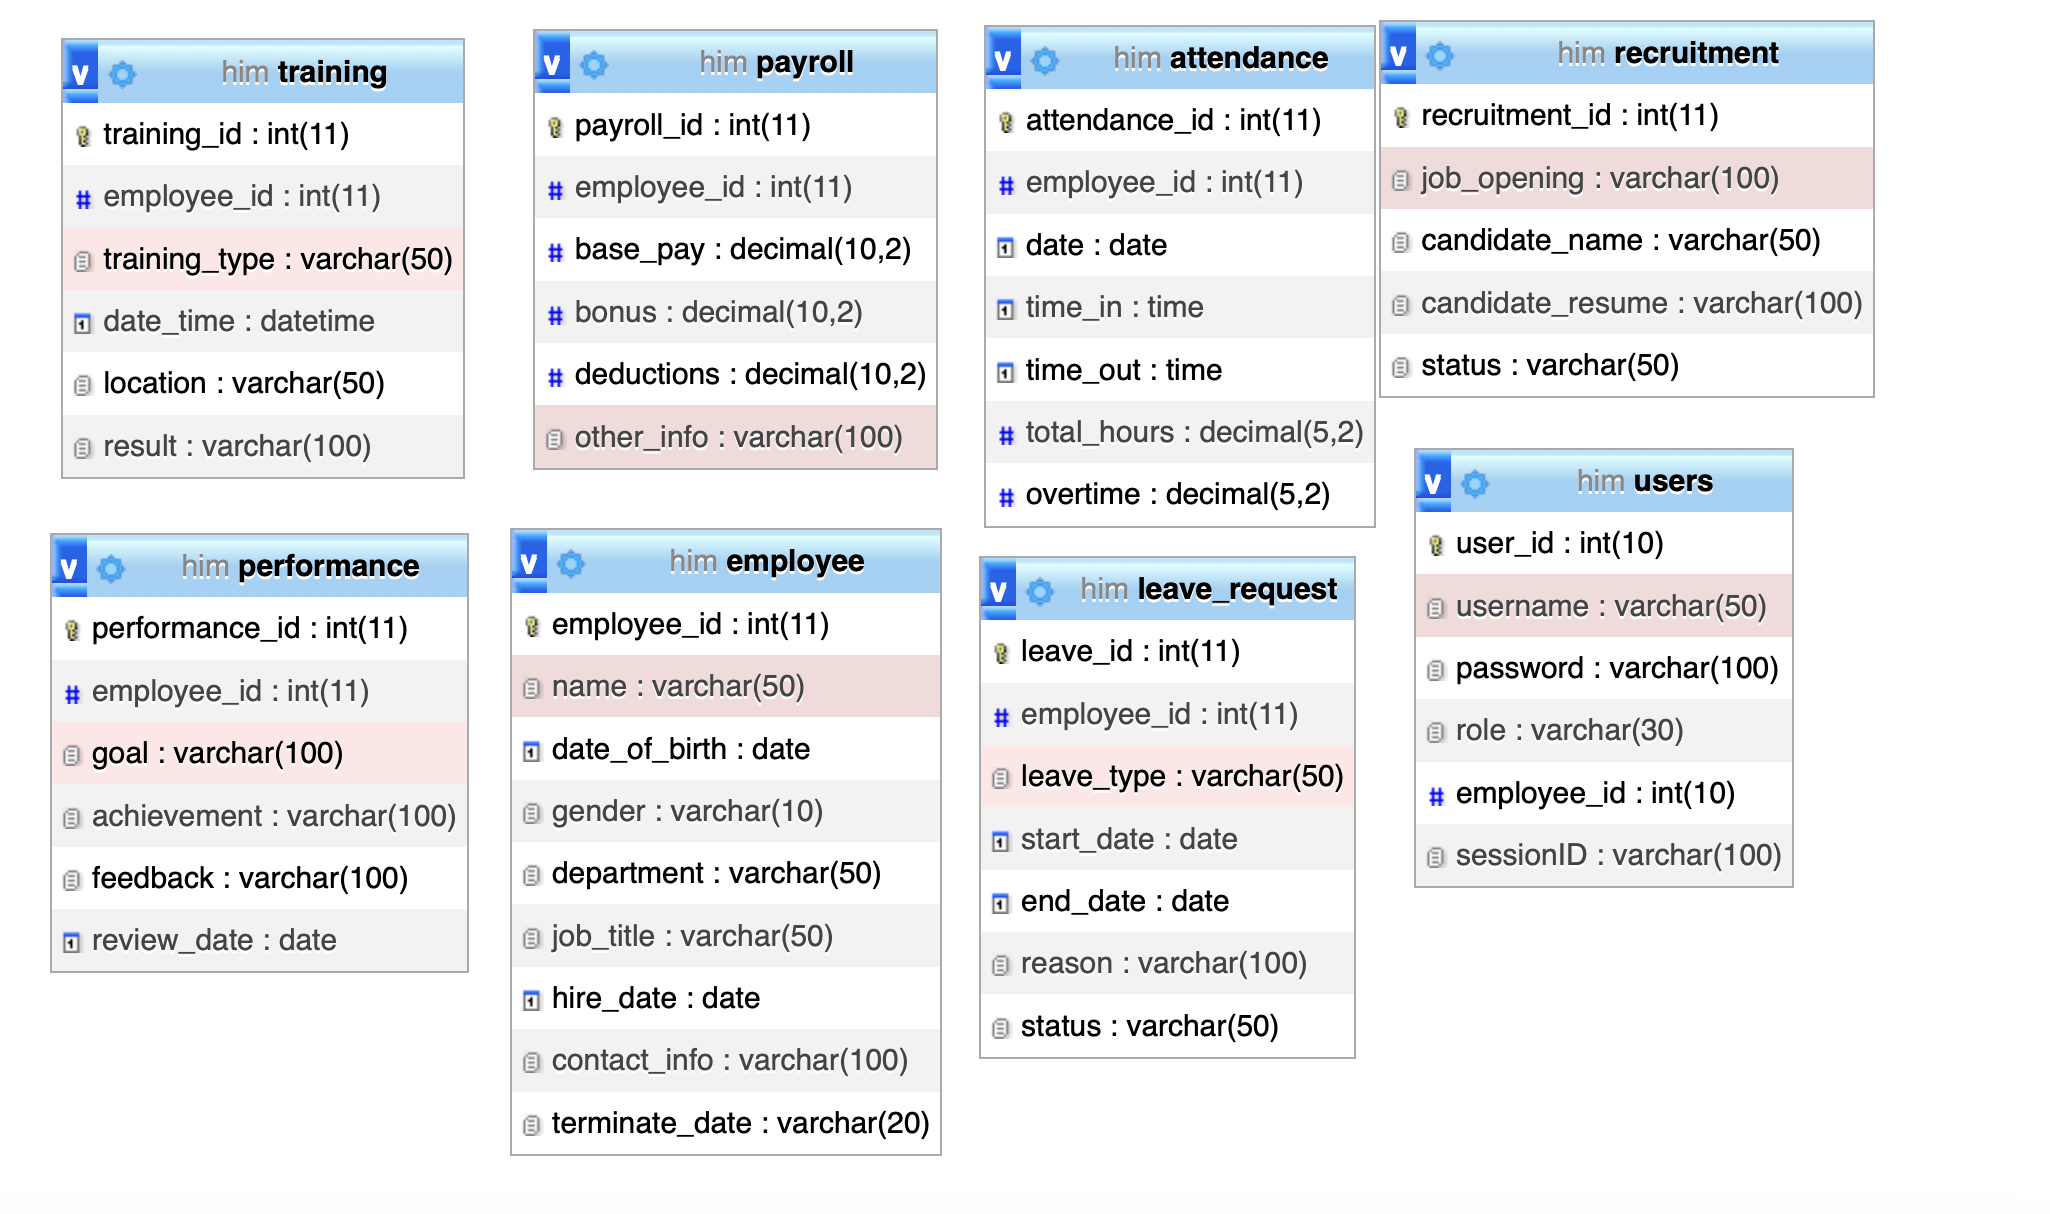 v him training
training_id : int(11)
employee_id : int(11)
training_type : varchar(50)
date_time : datetime
location : varchar(50)
result : varchar(100)
v him payroll
payroll_id : int(11)
employee_id : int(11)
base_pay : decimal(10,2)
bonus : decimal(10,2)
deductions : decimal(10,2)
other_info : varchar(100)
v him attendance
attendance_id : int(11)
employee_id : int(11)
date : date
time_in : time
time_out : time
total_hours : decimal(5,2)
overtime : decimal(5,2)
v him recruitment
recruitment_id : int(11)
job_opening : varchar(100)
candidate_name : varchar(50)
candidate_resume : varchar(100)
status : varchar(50)
v him performance
performance_id : int(11)
employee_id : int(11)
goal : varchar(100)
achievement : varchar(100)
feedback : varchar(100)
review_date : date
v him employee
employee_id : int(11)
name : varchar(50)
date_of_birth : date
gender : varchar(10)
department : varchar(50)
job_title : varchar(50)
hire_date : date
contact_info : varchar(100)
terminate_date : varchar(20)
v him leave_request
leave_id : int(11)
employee_id : int(11)
leave_type : varchar(50)
start_date : date
end_date : date
reason : varchar(100)
status : varchar(50)
v him users
user_id : int(10)
username : varchar(50)
password : varchar(100)
role : varchar(30)
employee_id : int(10)
sessionID : varchar(100)